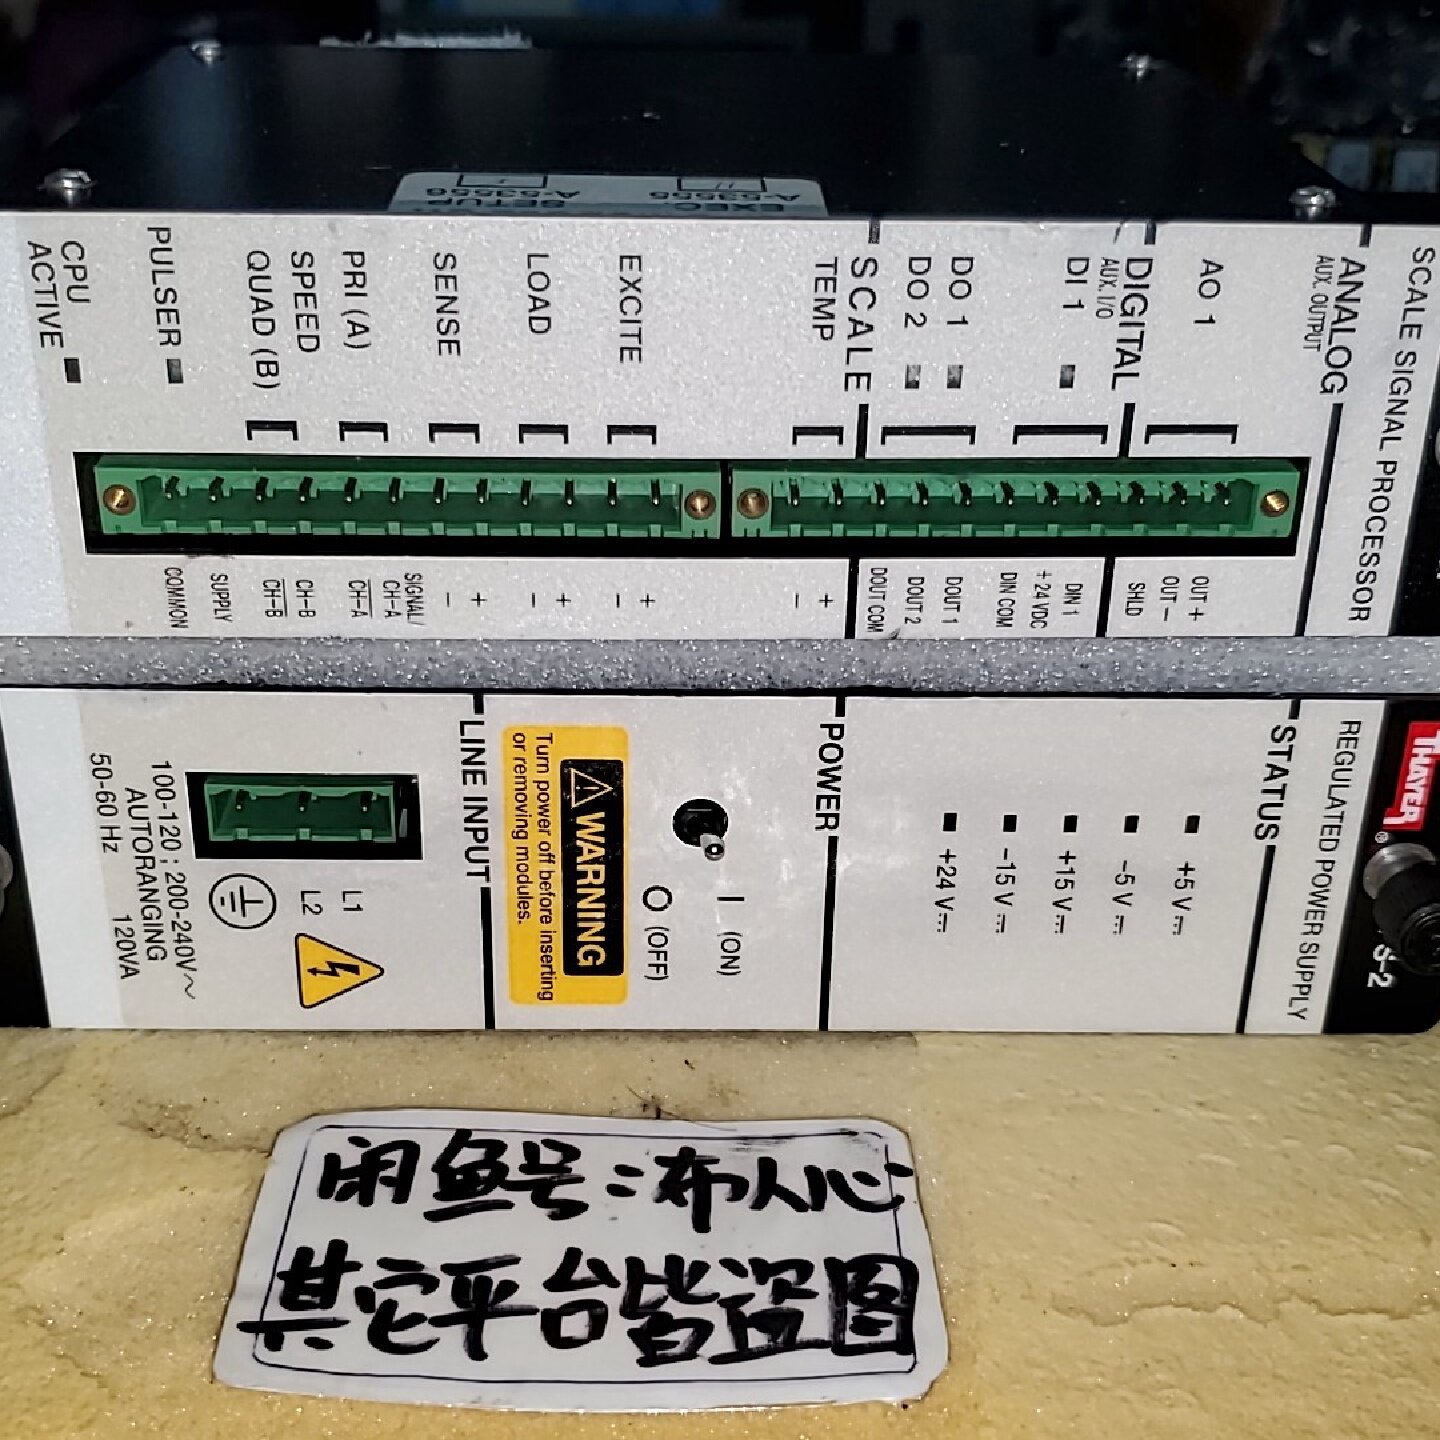 SCALE SIGNAL PROCESSOR
ANALOG
AUX. OUTPUT
AO 1
OUT +
OUT −
SHLD
DIGITAL
AUX. I/O
DI 1
DIN 1
+ 24 VDC
DIN COM
DO 1
DO 2
DOUT 1
DOUT 2
DOUT COM
SCALE
TEMP
+
−
EXCITE
+
−
LOAD
+
−
SENSE
+
−
PRI (A)
SIGNAL/
CH-A
CH-A
SPEED
QUAD (B)
CH-B
CH-B
SUPPLY
COMMON
PULSER
CPU
ACTIVE
EXEC
A-53555
SETUP
A-53556
THAYER
®
S-2
REGULATED POWER SUPPLY
STATUS
+5 V
−5 V
+15 V
−15 V
+24 V
POWER
I (ON)
O (OFF)
WARNING
Turn power off before inserting
or removing modules.
LINE INPUT
L1
L2
100-120 ; 200-240V~
AUTORANGING
50-60 Hz 120VA
闲鱼号：布人心
其它平台皆盗图